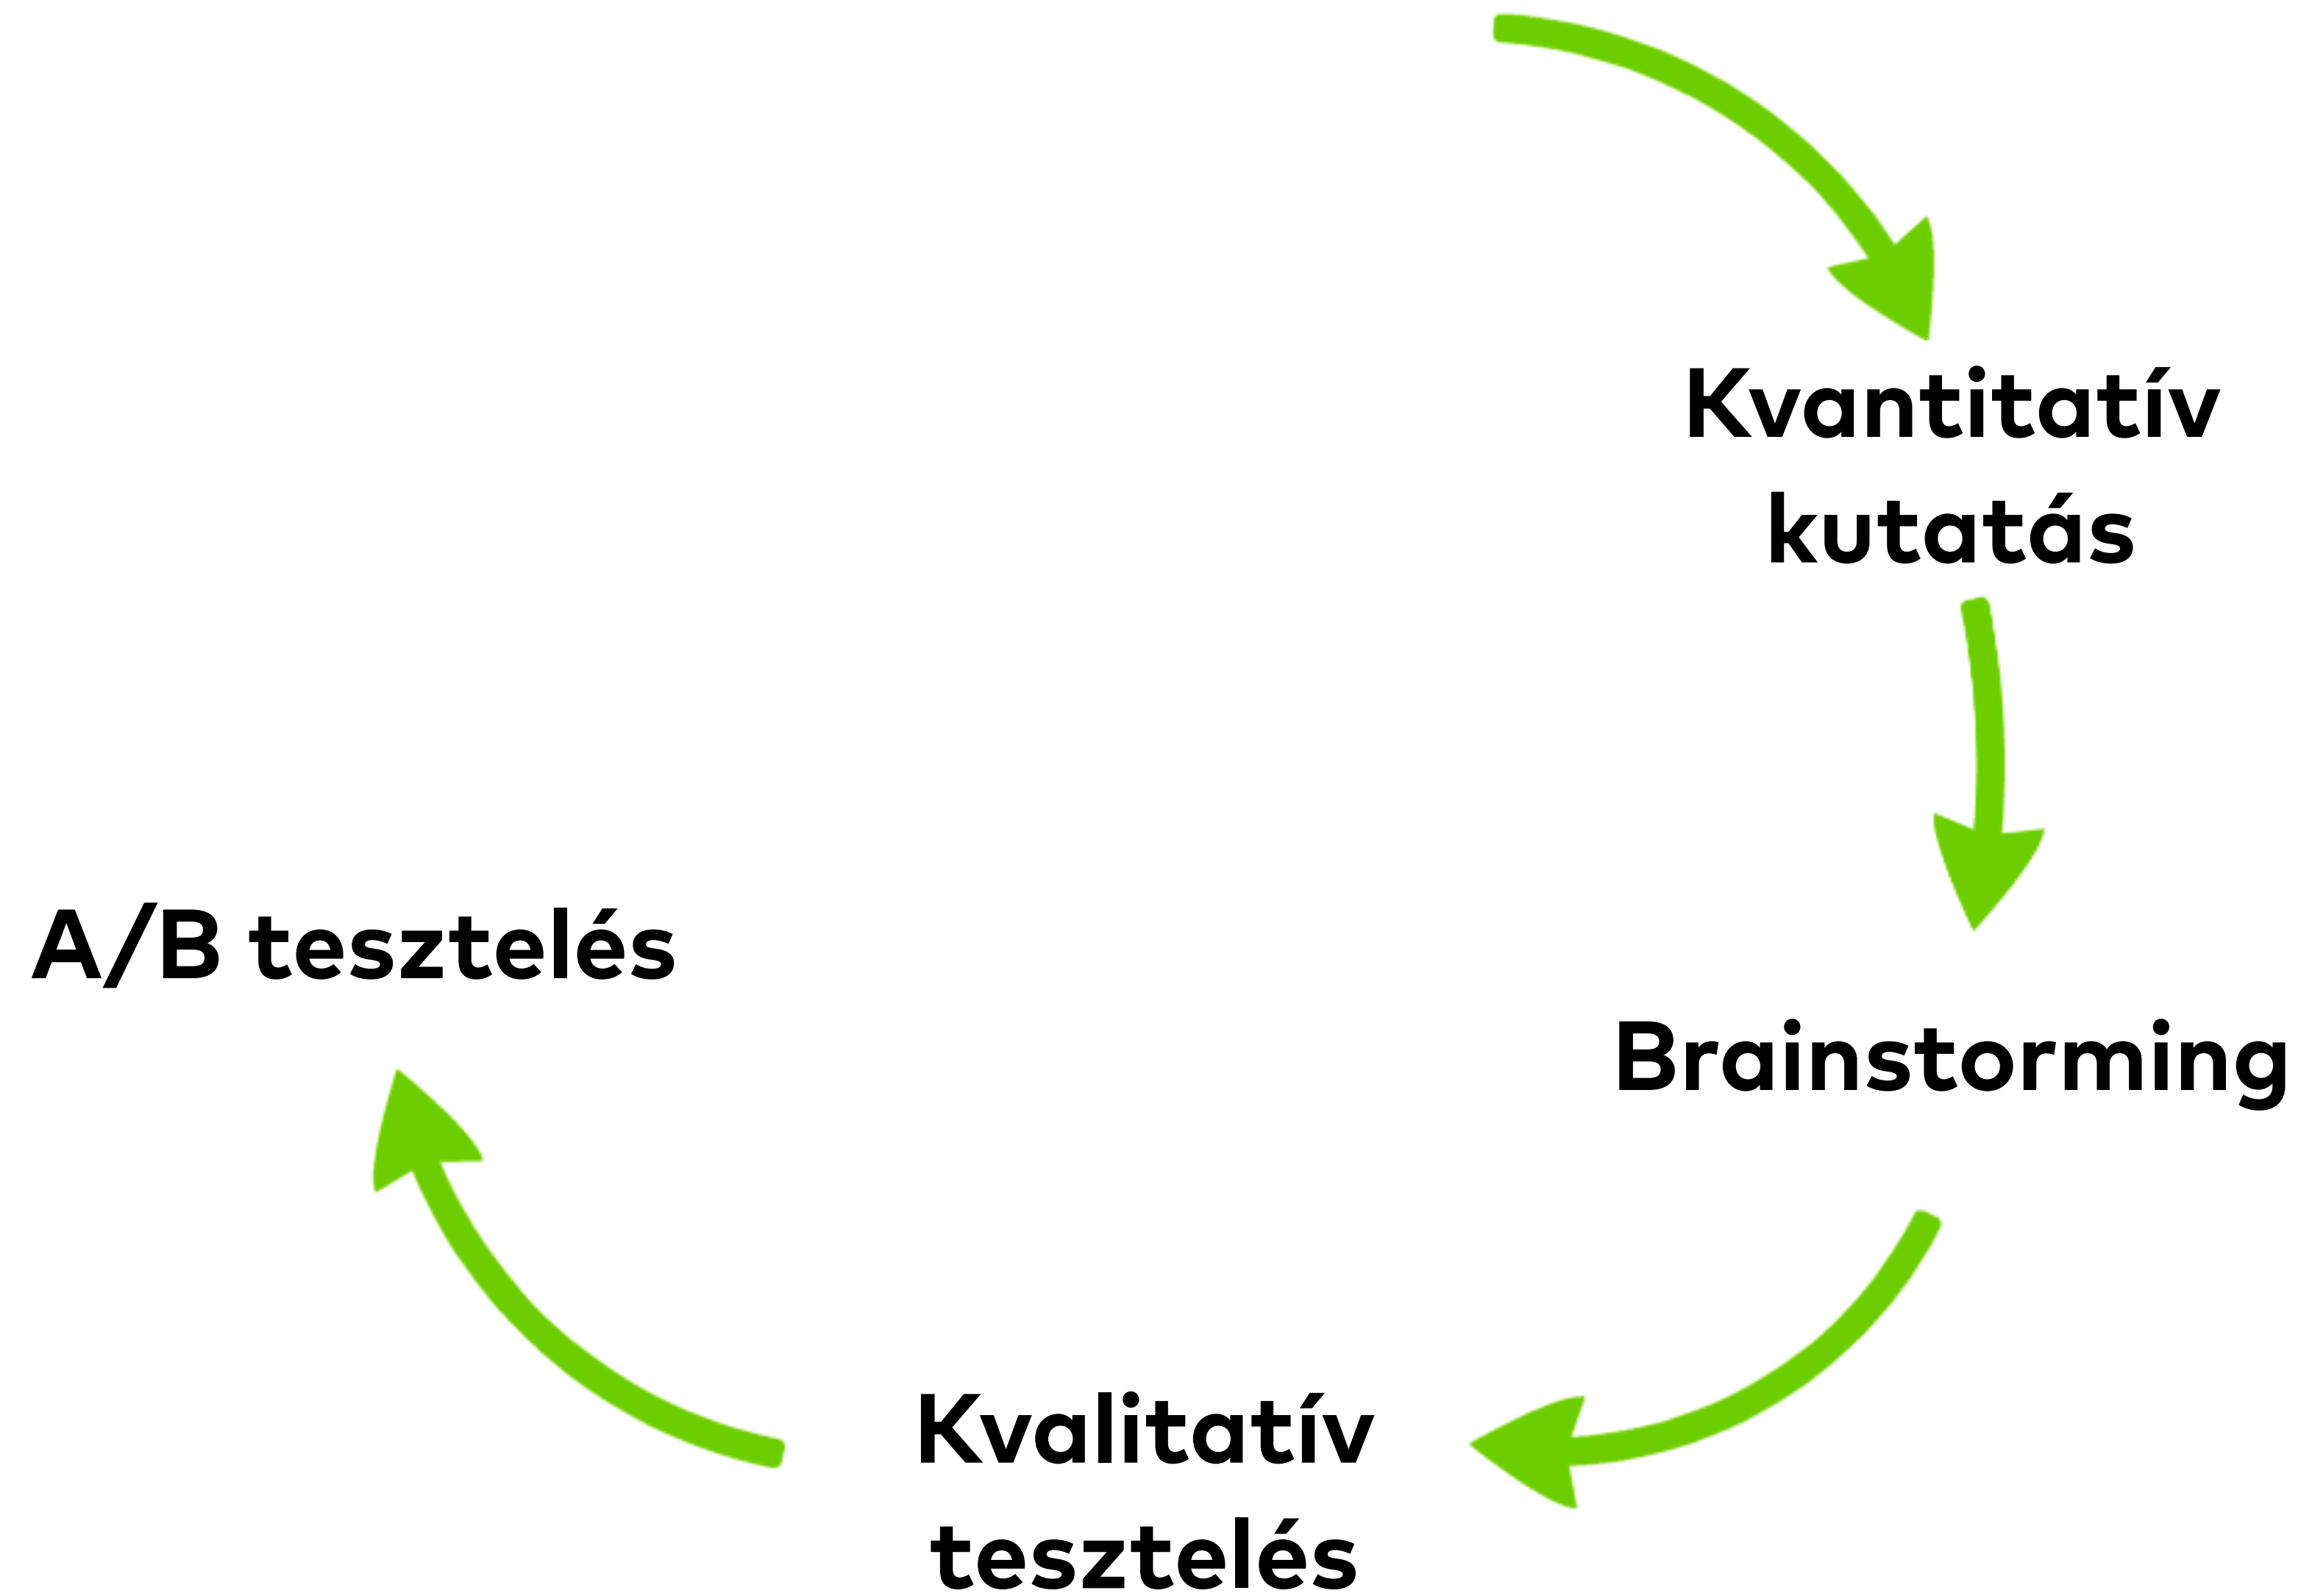 Kvantitatív
kutatás
Brainstorming
Kvalitatív
tesztelés
A/B tesztelés